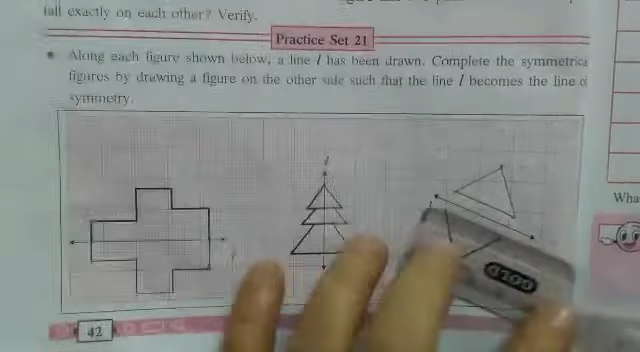 fall exactly on each other? Verify.
Practice Set 21
Along each figure shown below, a line l has been drawn. Complete the symmetrica
figures by drawing a figure on the other side such that the line l becomes the line o
symmetry.
l
l
l
Wha
GOLD
42